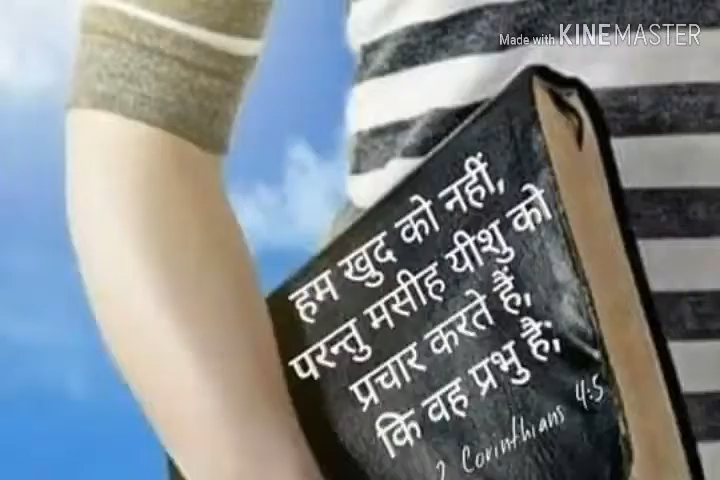 Made with KINEMASTER
हम खुद को नहीं,
परन्तु मसीह यीशु को
प्रचार करते हैं,
कि वह प्रभु है;
2 Corinthians 4:5